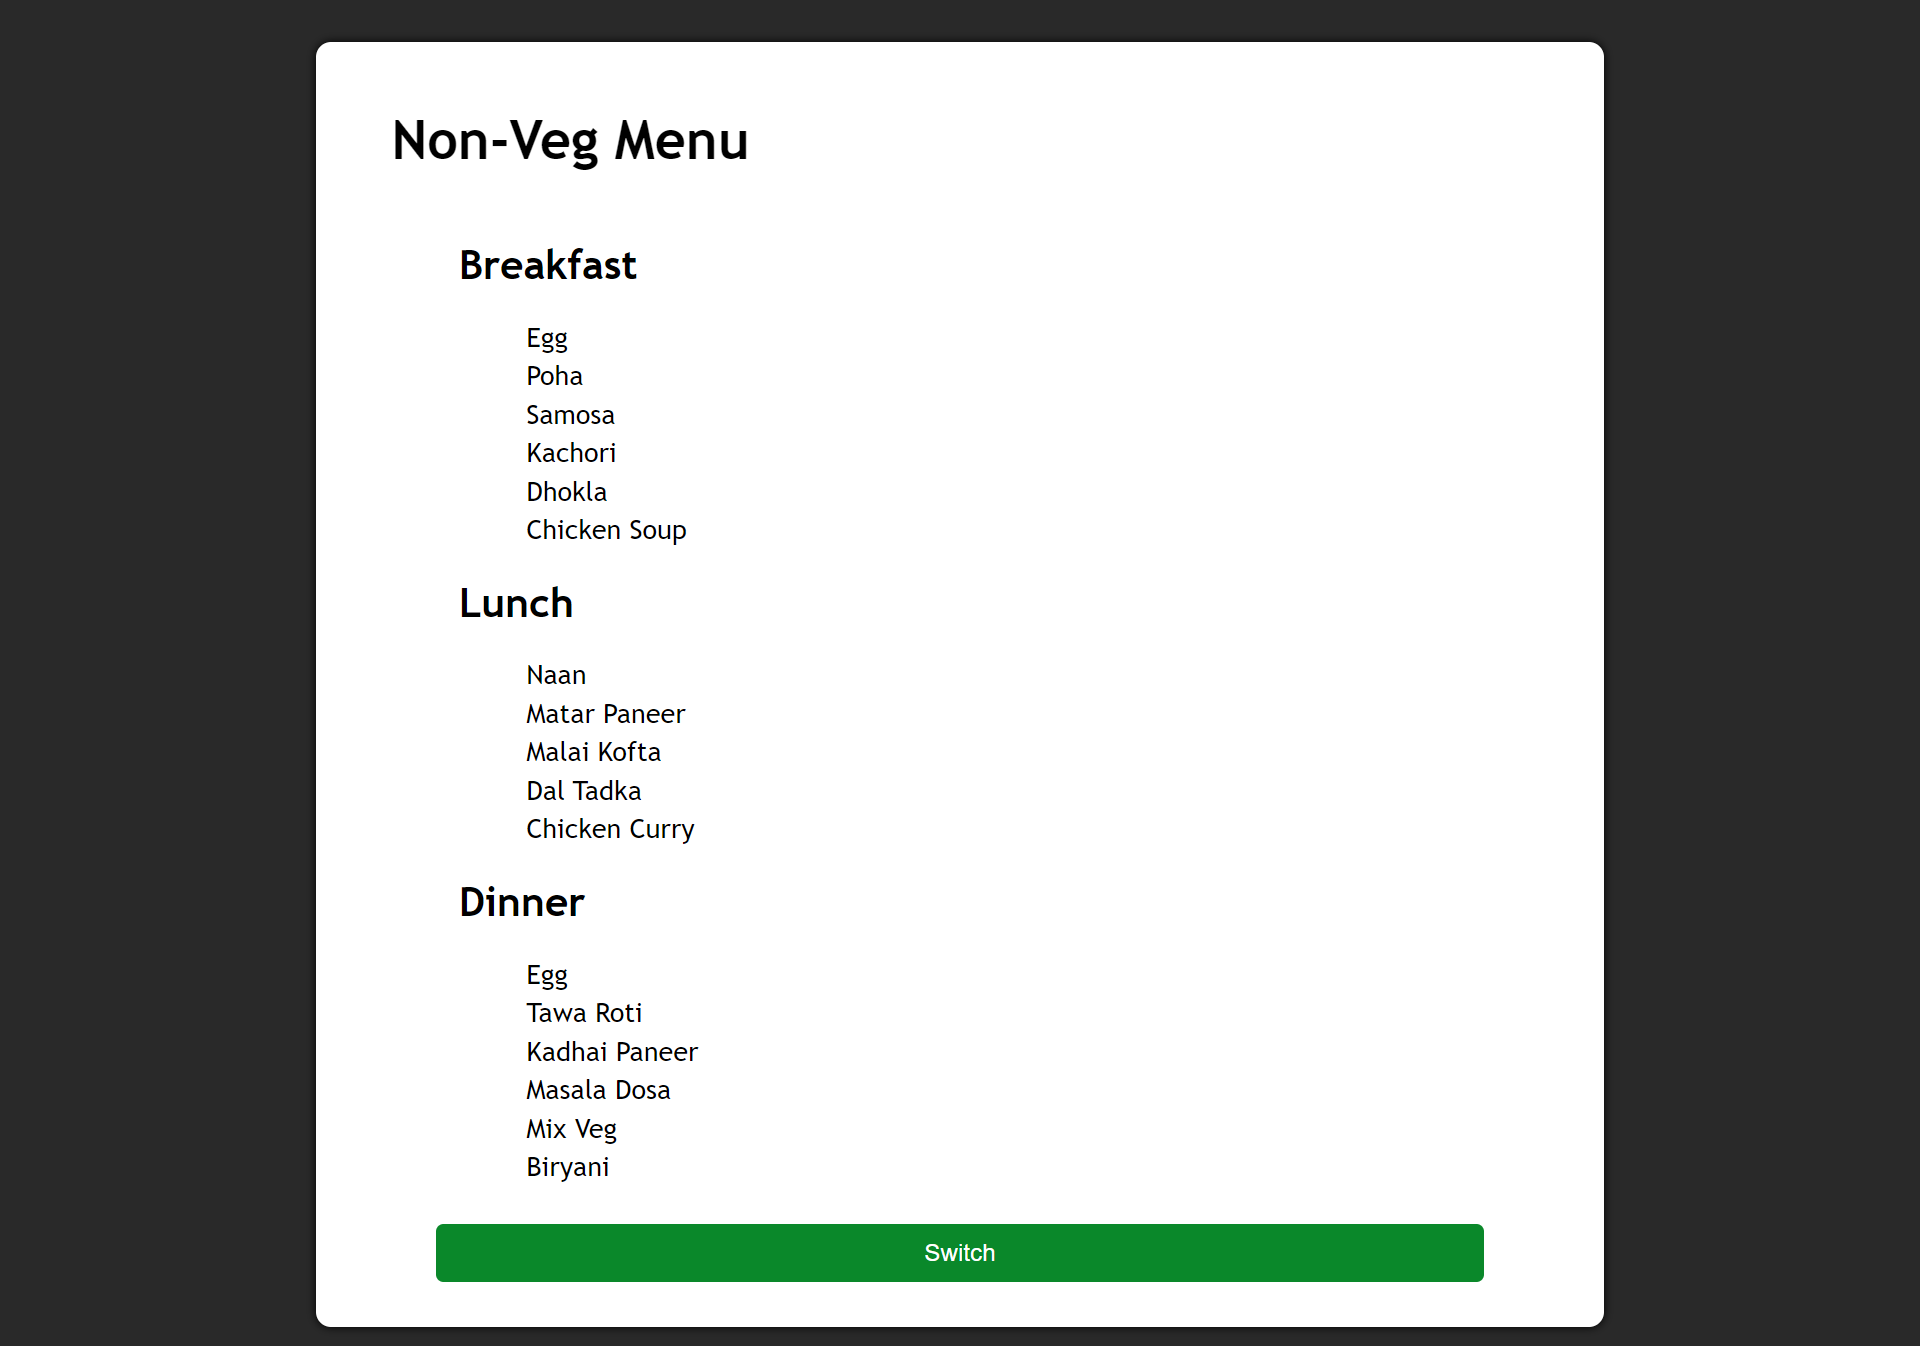 Non-Veg Menu
Breakfast
Egg
Poha
Samosa
Kachori
Dhokla
Chicken Soup
Lunch
Naan
Matar Paneer
Malai Kofta
Dal Tadka
Chicken Curry
Dinner
Egg
Tawa Roti
Kadhai Paneer
Masala Dosa
Mix Veg
Biryani
Switch